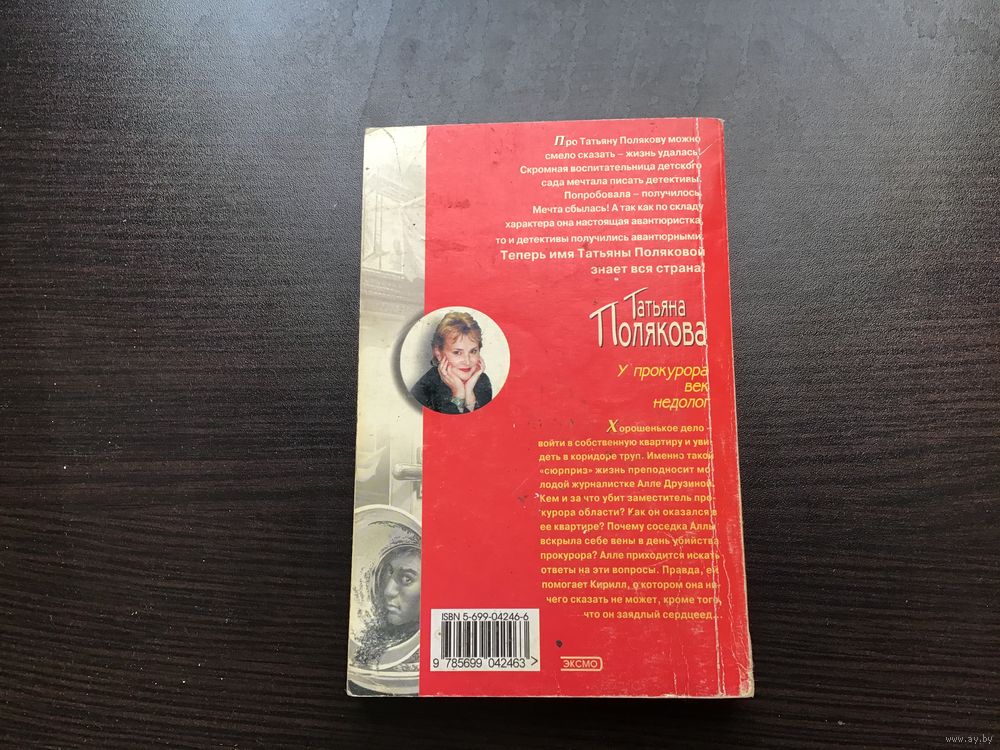 Про Татьяну Полякову можно
смело сказать – жизнь удалась!
Скромная воспитательница детского
сада мечтала писать детективы.
Попробовала – получилось.
Мечта сбылась! А так как по складу
характера она настоящая авантюристка,
то и детективы получились авантюрными.
Теперь имя Татьяны Поляковой
знает вся страна!
Татьяна
Полякова
У прокурора
век
недолог
Хорошенькое дело –
войти в собственную квартиру и уви-
деть в коридоре труп. Именно такой
«сюрприз» жизнь преподносит мо-
лодой журналистке Алле Друзиной.
Кем и за что убит заместитель про-
курора области? Как он оказался в
ее квартире? Почему соседка Аллы
вскрыла себе вены в день убийства
прокурора? Алле приходится искать
ответы на эти вопросы. Правда, ей
помогает Кирилл, о котором она ни-
чего сказать не может, кроме того,
что он заядлый сердцеед...
ISBN 5-699-04246-6
9 785699 042463 >
ЭКСМО
www.ay.by